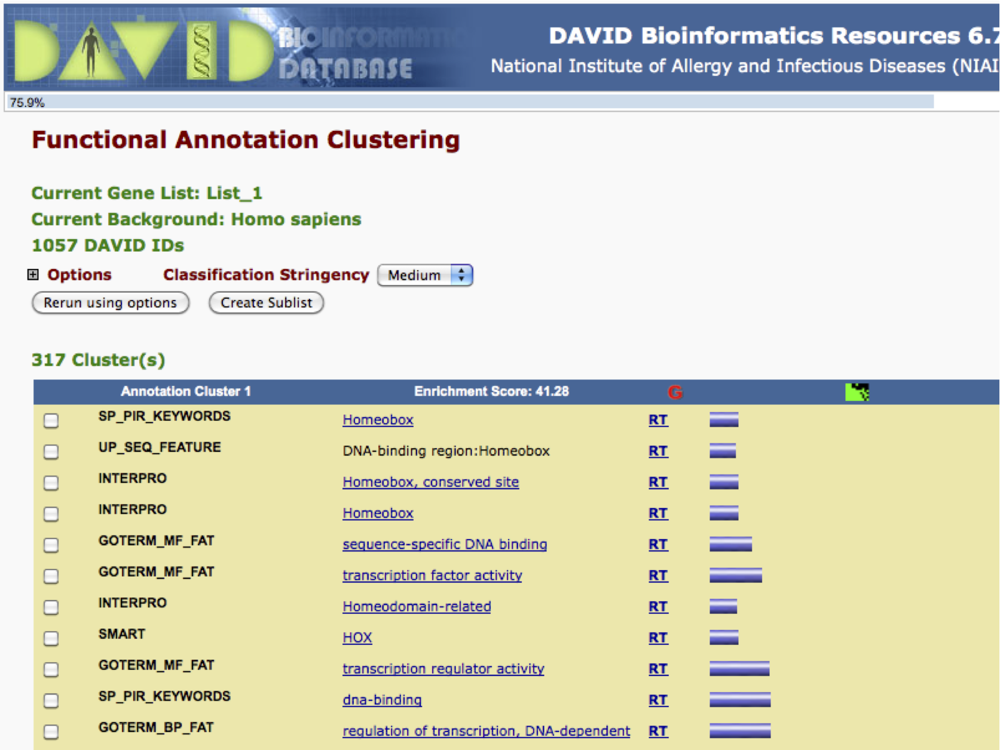 DAVID BIOINFORMATICS
DATABASE
DAVID Bioinformatics Resources 6.7
National Institute of Allergy and Infectious Diseases (NIAI
75.9%
Functional Annotation Clustering
Current Gene List: List_1
Current Background: Homo sapiens
1057 DAVID IDs
Options Classification Stringency Medium
Rerun using options Create Sublist
317 Cluster(s)
Annotation Cluster 1 Enrichment Score: 41.28 G
SP_PIR_KEYWORDS Homeobox RT
UP_SEQ_FEATURE DNA-binding region:Homeobox RT
INTERPRO Homeobox, conserved site RT
INTERPRO Homeobox RT
GOTERM_MF_FAT sequence-specific DNA binding RT
GOTERM_MF_FAT transcription factor activity RT
INTERPRO Homeodomain-related RT
SMART HOX RT
GOTERM_MF_FAT transcription regulator activity RT
SP_PIR_KEYWORDS dna-binding RT
GOTERM_BP_FAT regulation of transcription, DNA-dependent RT